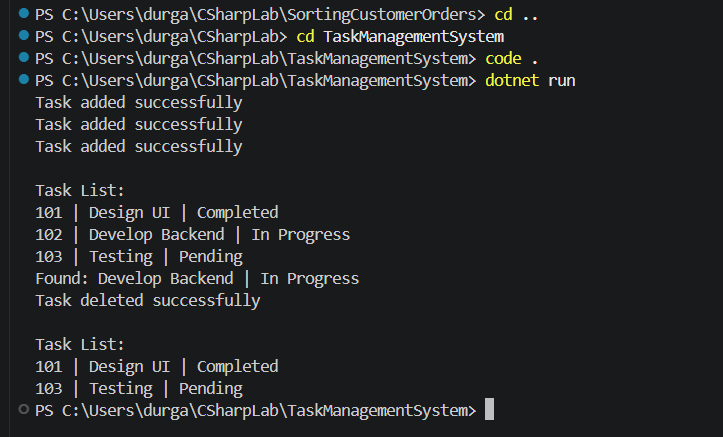 PS C:\Users\durga\CSharpLab\SortingCustomerOrders> cd ..
PS C:\Users\durga\CSharpLab> cd TaskManagementSystem
PS C:\Users\durga\CSharpLab\TaskManagementSystem> code .
PS C:\Users\durga\CSharpLab\TaskManagementSystem> dotnet run
Task added successfully
Task added successfully
Task added successfully

Task List:
101 | Design UI | Completed
102 | Develop Backend | In Progress
103 | Testing | Pending
Found: Develop Backend | In Progress
Task deleted successfully

Task List:
101 | Design UI | Completed
103 | Testing | Pending
PS C:\Users\durga\CSharpLab\TaskManagementSystem>